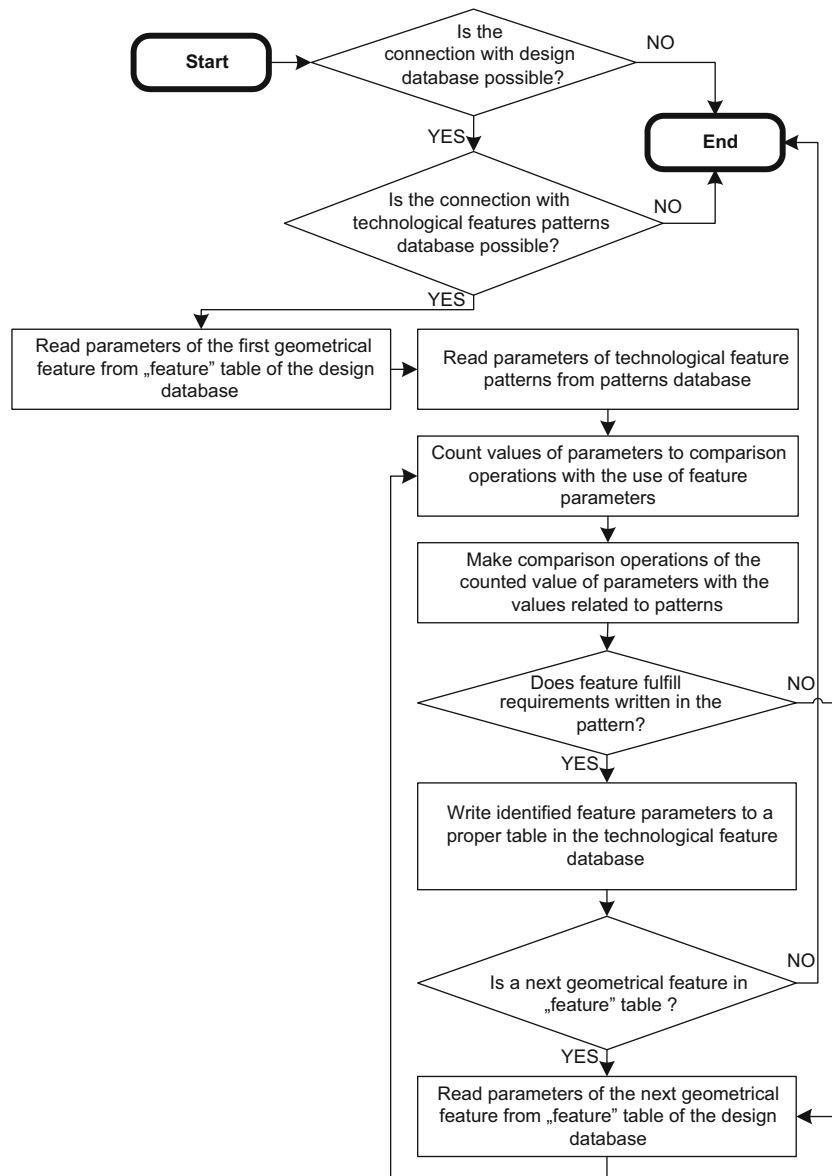 Is the
connection with design
database possible?
NO
Start
End
YES
Is the connection with
technological features patterns
database possible?
NO
YES
Read parameters of the first geometrical
feature from „feature” table of the design
database
Read parameters of technological feature
patterns from patterns database
Count values of parameters to comparison
operations with the use of feature
parameters
Make comparison operations of the
counted value of parameters with the
values related to patterns
Does feature fulfill
requirements written in the
pattern?
NO
YES
Write identified feature parameters to a
proper table in the technological feature
database
Is a next geometrical feature in
„feature” table ?
NO
YES
Read parameters of the next geometrical
feature from „feature” table of the design
database